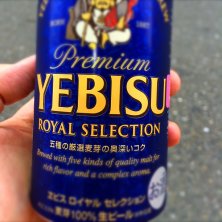 Premium
YEBISU
ROYAL SELECTION
五種の厳選麦芽の奥深いコク
Brewed with five kinds of quality malt for
rich flavor and a complex aroma.
ヱビス ロイヤル セレクション
麦芽100% 生ビール